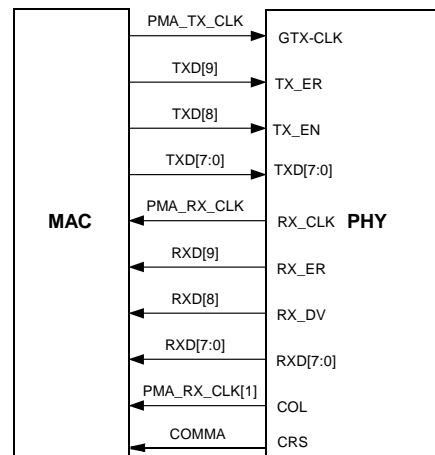 PMA_TX_CLK
GTX-CLK
TXD[9]
TX_ER
TXD[8]
TX_EN
TXD[7:0]
TXD[7:0]
PMA_RX_CLK
MAC
RX_CLK PHY
RXD[9]
RX_ER
RXD[8]
RX_DV
RXD[7:0]
RXD[7:0]
PMA_RX_CLK[1]
COL
COMMA
CRS